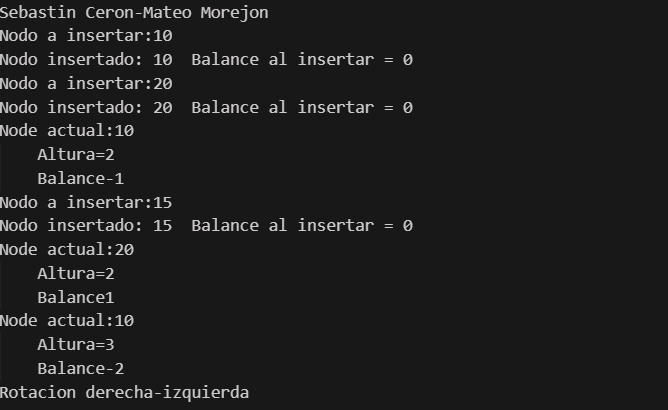 Sebastin Ceron-Mateo Morejon
Nodo a insertar:10
Nodo insertado: 10  Balance al insertar = 0
Nodo a insertar:20
Nodo insertado: 20  Balance al insertar = 0
Node actual:10
    Altura=2
    Balance-1
Nodo a insertar:15
Nodo insertado: 15  Balance al insertar = 0
Node actual:20
    Altura=2
    Balance1
Node actual:10
    Altura=3
    Balance-2
Rotacion derecha-izquierda